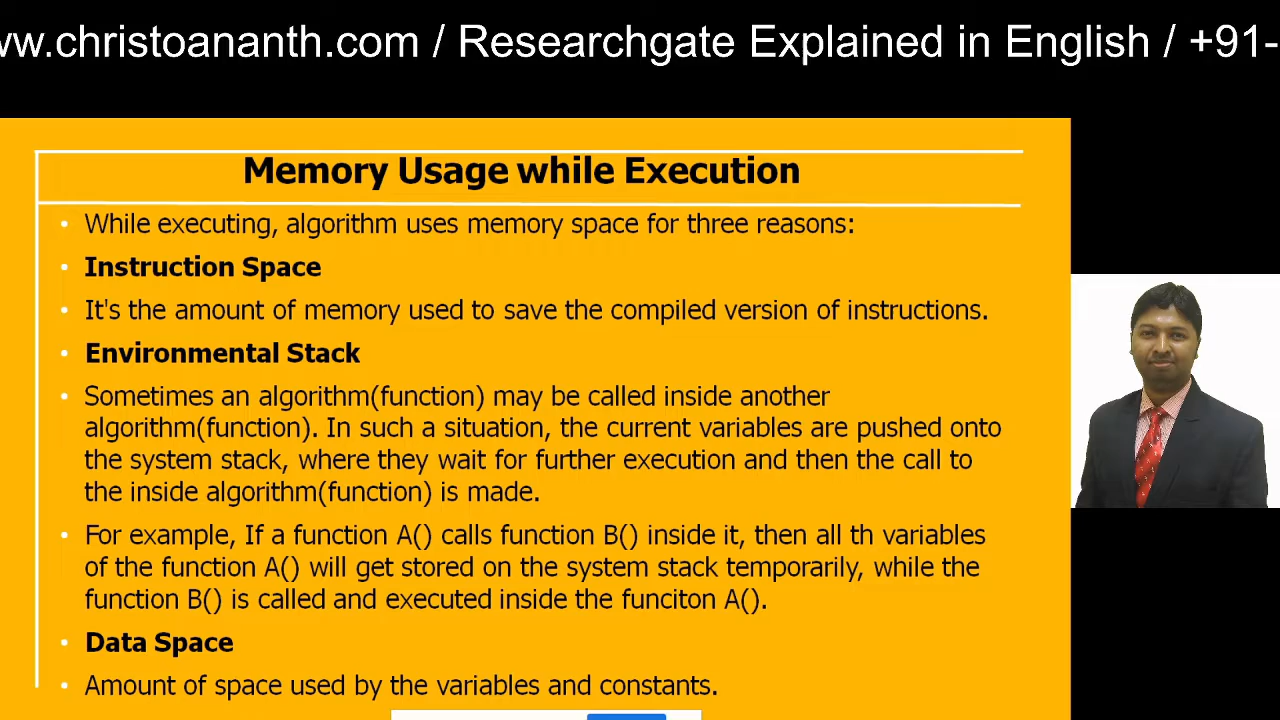 ww.christoananth.com / Researchgate Explained in English / +91-
Memory Usage while Execution
• While executing, algorithm uses memory space for three reasons:
• Instruction Space
• It's the amount of memory used to save the compiled version of instructions.
• Environmental Stack
• Sometimes an algorithm(function) may be called inside another
algorithm(function). In such a situation, the current variables are pushed onto
the system stack, where they wait for further execution and then the call to
the inside algorithm(function) is made.
• For example, If a function A() calls function B() inside it, then all th variables
of the function A() will get stored on the system stack temporarily, while the
function B() is called and executed inside the funciton A().
• Data Space
• Amount of space used by the variables and constants.